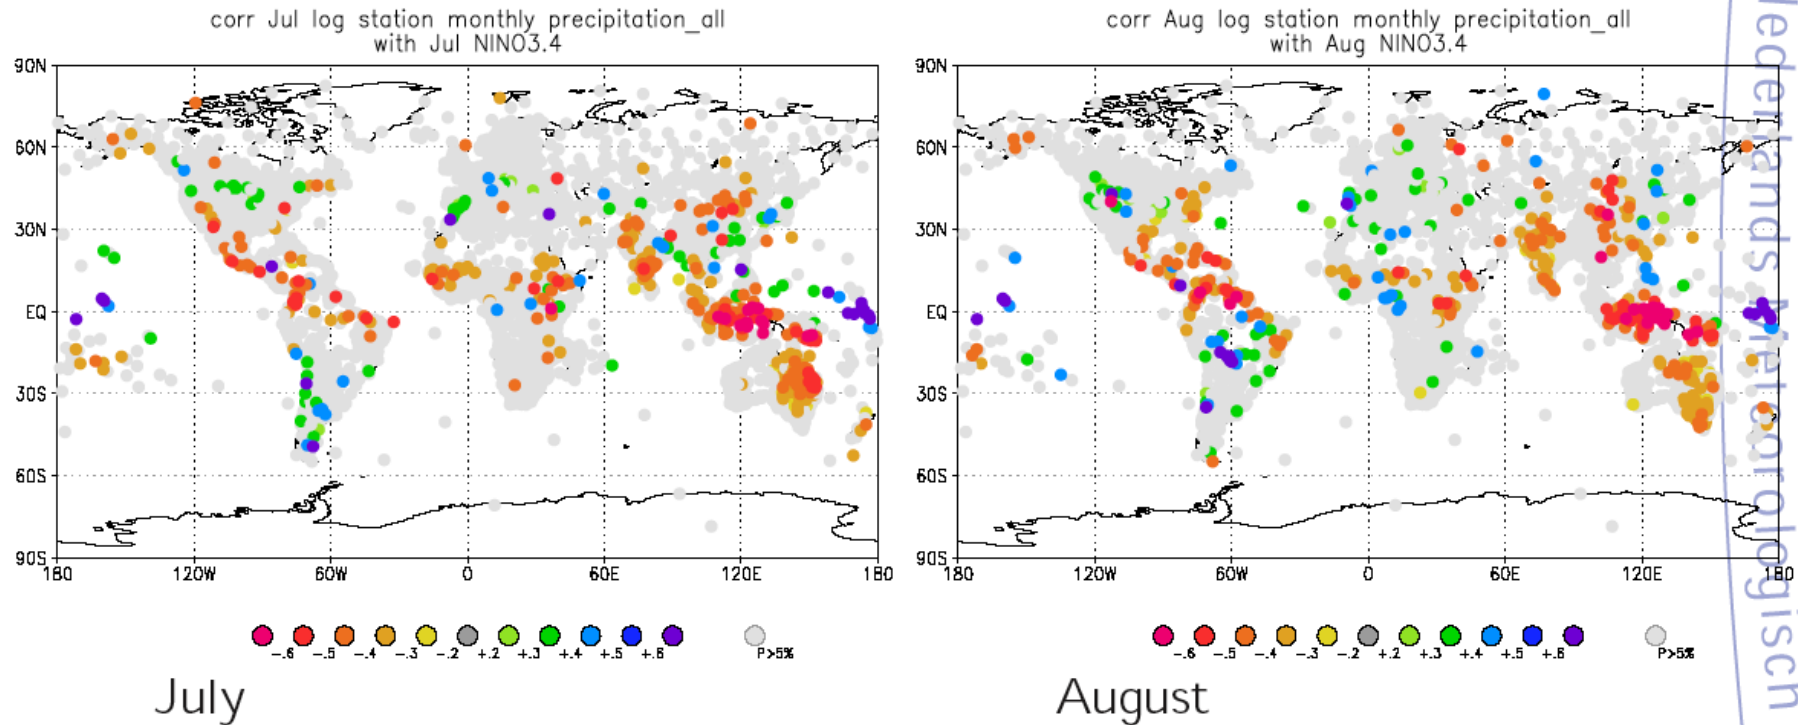 corr Jul log station monthly precipitation_all
with Jul NINO3.4
90N
60N
30N
EQ
30S
60S
90S
180 120W 60W 0 60E 120E 180
-.6 -.5 -.4 -.3 -.2 +.2 +.3 +.4 +.5 +.6 P>5%
July
corr Aug log station monthly precipitation_all
with Aug NINO3.4
90N
60N
30N
EQ
30S
60S
90S
180 120W 60W 0 60E 120E 180
-.6 -.5 -.4 -.3 -.2 +.2 +.3 +.4 +.5 +.6 P>5%
August